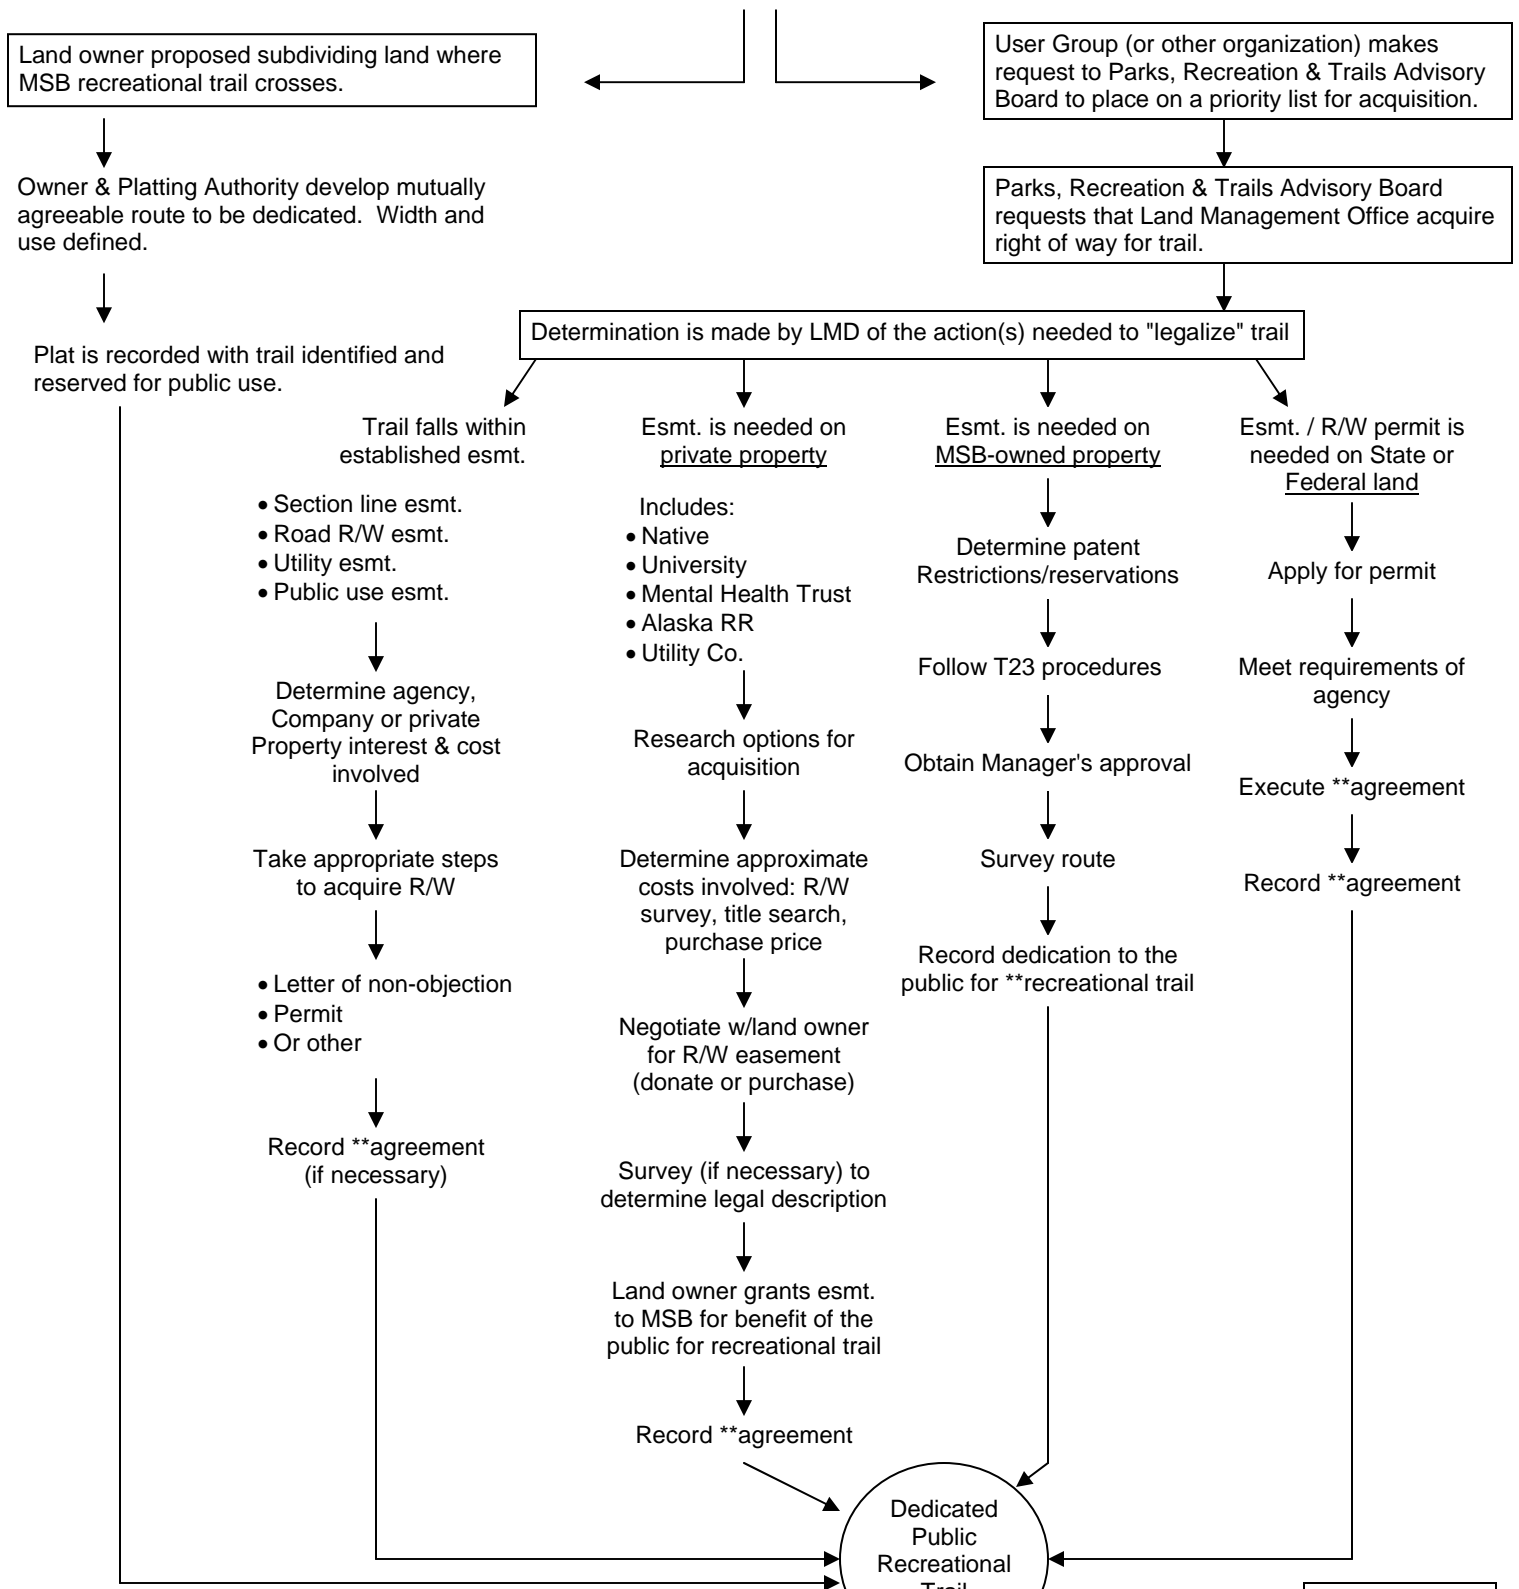 Land owner proposed subdividing land where
MSB recreational trail crosses.
User Group (or other organization) makes
request to Parks, Recreation & Trails Advisory
Board to place on a priority list for acquisition.
Owner & Platting Authority develop mutually
agreeable route to be dedicated.  Width and
use defined.
Parks, Recreation & Trails Advisory Board
requests that Land Management Office acquire
right of way for trail.
Plat is recorded with trail identified and
reserved for public use.
Determination is made by LMD of the action(s) needed to "legalize" trail
Trail falls within
established esmt.
• Section line esmt.
• Road R/W esmt.
• Utility esmt.
• Public use esmt.
Determine agency,
Company or private
Property interest & cost
involved
Take appropriate steps
to acquire R/W
• Letter of non-objection
• Permit
• Or other
Record **agreement
(if necessary)
Esmt. is needed on
private property
Includes:
• Native
• University
• Mental Health Trust
• Alaska RR
• Utility Co.
Research options for
acquisition
Determine approximate
costs involved: R/W
survey, title search,
purchase price
Negotiate w/land owner
for R/W easement
(donate or purchase)
Survey (if necessary) to
determine legal description
Land owner grants esmt.
to MSB for benefit of the
public for recreational trail
Record **agreement
Esmt. is needed on
MSB-owned property
Determine patent
Restrictions/reservations
Follow T23 procedures
Obtain Manager's approval
Survey route
Record dedication to the
public for **recreational trail
Esmt. / R/W permit is
needed on State or
Federal land
Apply for permit
Meet requirements of
agency
Execute **agreement
Record **agreement
Dedicated
Public
Recreational
Trail